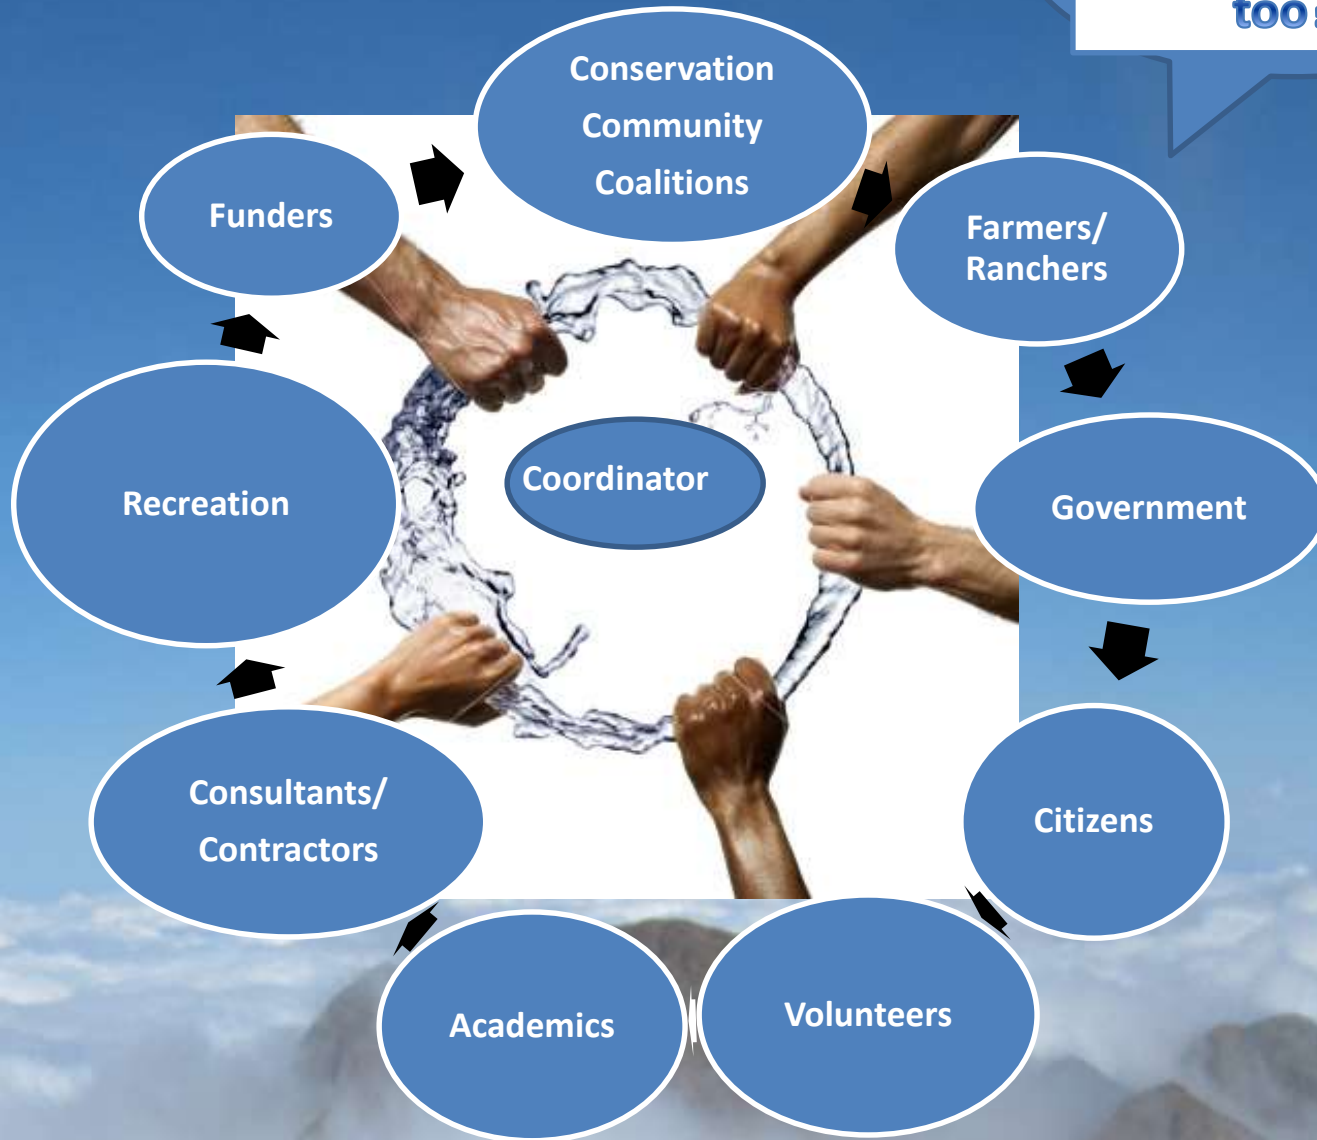 too
Conservation
Community
Coalitions
Funders
Farmers/
Ranchers
Coordinator
Recreation
Government
Consultants/
Contractors
Citizens
Academics
Volunteers